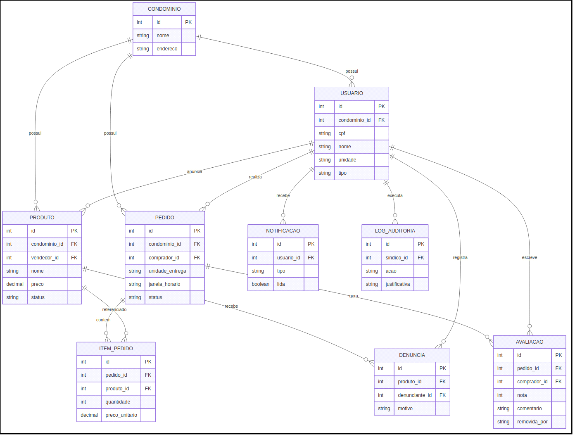 CONDOMINIO
int id PK
string nome
string endereco
possui
possui
possui
USUARIO
int id PK
int condominio_id FK
string cpf
string nome
string unidade
string tipo
realiza
recebe
executa
registra
escreve
PRODUTO
int id PK
int condominio_id FK
int vendedor_id FK
string nome
decimal preco
string status
PEDIDO
int id PK
int condominio_id FK
int comprador_id FK
string unidade_entrega
string janela_horario
string status
NOTIFICACAO
int id PK
int usuario_id FK
string tipo
boolean lida
LOG_AUDITORIA
int id PK
int sindico_id FK
string acao
string justificativa
referenciado
recebe
ITEM_PEDIDO
int id PK
int pedido_id FK
int produto_id FK
int quantidade
decimal preco_unitario
DENUNCIA
int id PK
int produto_id FK
int denunciante_id FK
string motivo
AVALIACAO
int id PK
int pedido_id FK
int comprador_id FK
int nota
string comentario
string removida_por